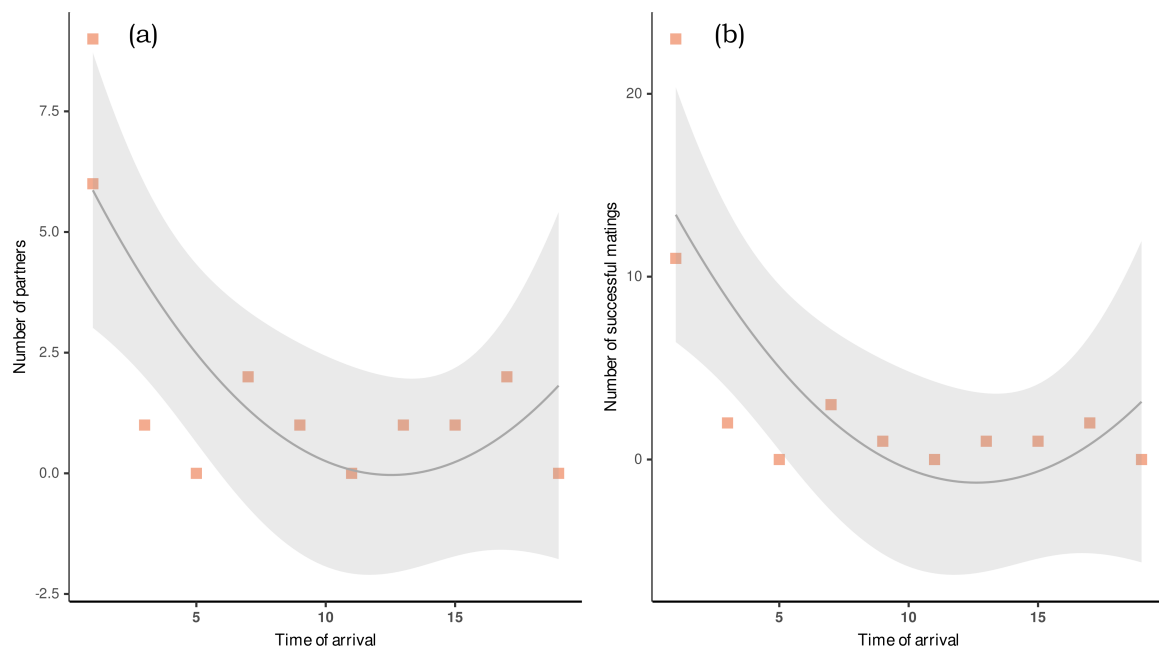 (a)
7.5
5.0
2.5
0.0
-2.5
Number of partners
5 10 15
Time of arrival
(b)
20
10
0
Number of successful matings
5 10 15
Time of arrival